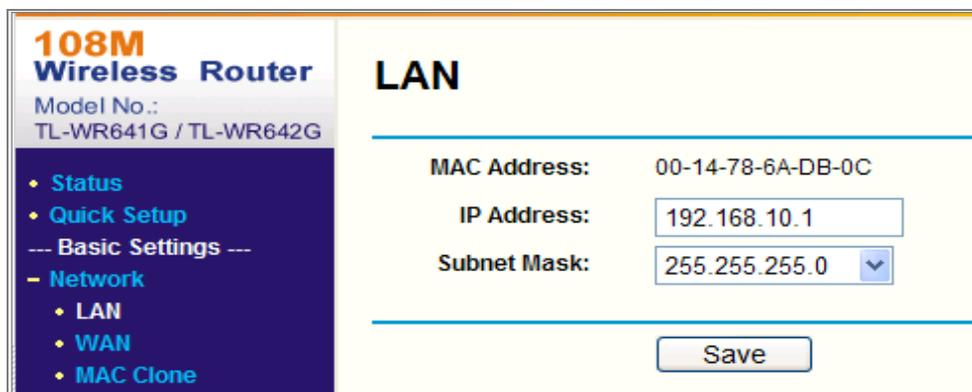 108M
Wireless Router
Model No.:
TL-WR641G / TL-WR642G
• Status
• Quick Setup
--- Basic Settings ---
– Network
• LAN
• WAN
• MAC Clone
LAN
MAC Address: 00-14-78-6A-DB-0C
IP Address: 192.168.10.1
Subnet Mask: 255.255.255.0
Save